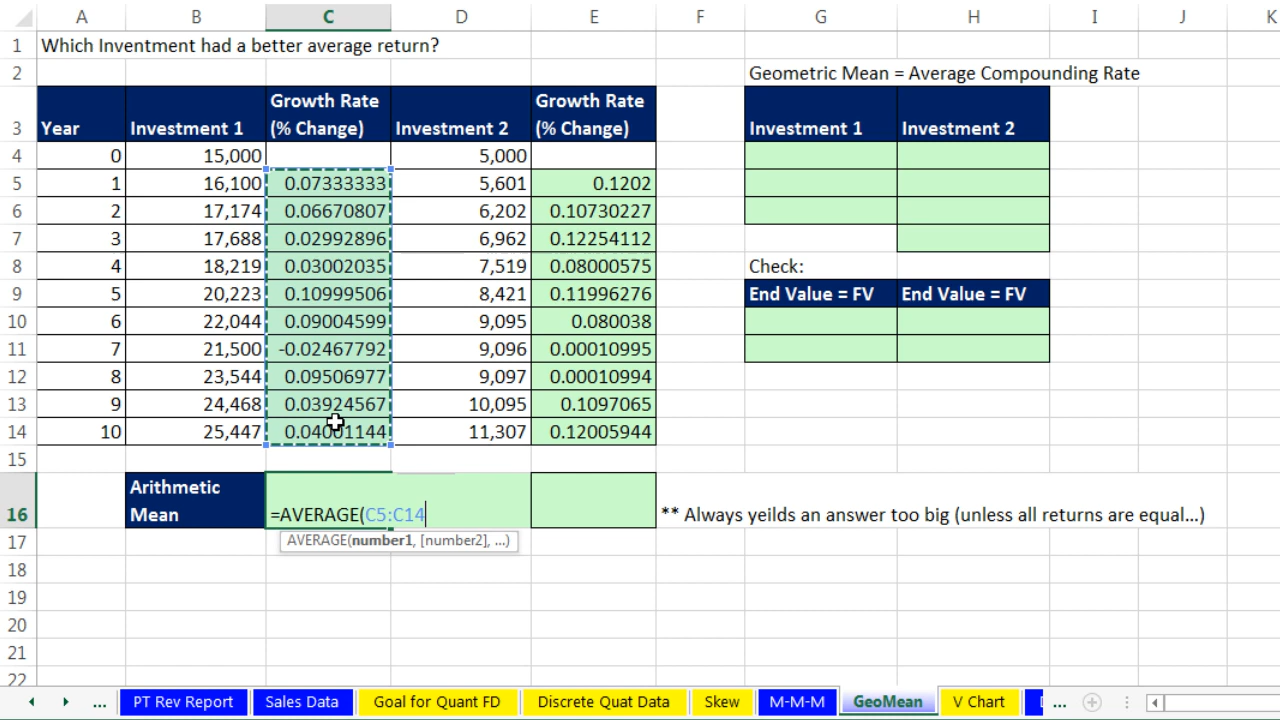 A B C D E F G H I J K
1 Which Inventment had a better average return?
2 Geometric Mean = Average Compounding Rate
3 Year Investment 1 Growth Rate (% Change) Investment 2 Growth Rate (% Change) Investment 1 Investment 2
4 0 15,000 5,000
5 1 16,100 0.07333333 5,601 0.1202
6 2 17,174 0.06670807 6,202 0.10730227
7 3 17,688 0.02992896 6,962 0.12254112
8 4 18,219 0.03002035 7,519 0.08000575 Check:
9 5 20,223 0.10999506 8,421 0.11996276 End Value = FV End Value = FV
10 6 22,044 0.09004599 9,095 0.080038
11 7 21,500 -0.02467792 9,096 0.00010995
12 8 23,544 0.09506977 9,097 0.00010994
13 9 24,468 0.03924567 10,095 0.1097065
14 10 25,447 0.04001144 11,307 0.12005944
15
16 Arithmetic Mean =AVERAGE(C5:C14 ** Always yeilds an answer too big (unless all returns are equal...)
17 AVERAGE(number1, [number2], ...)
18
19
20
21
22
... PT Rev Report Sales Data Goal for Quant FD Discrete Quat Data Skew M-M-M GeoMean V Chart ...